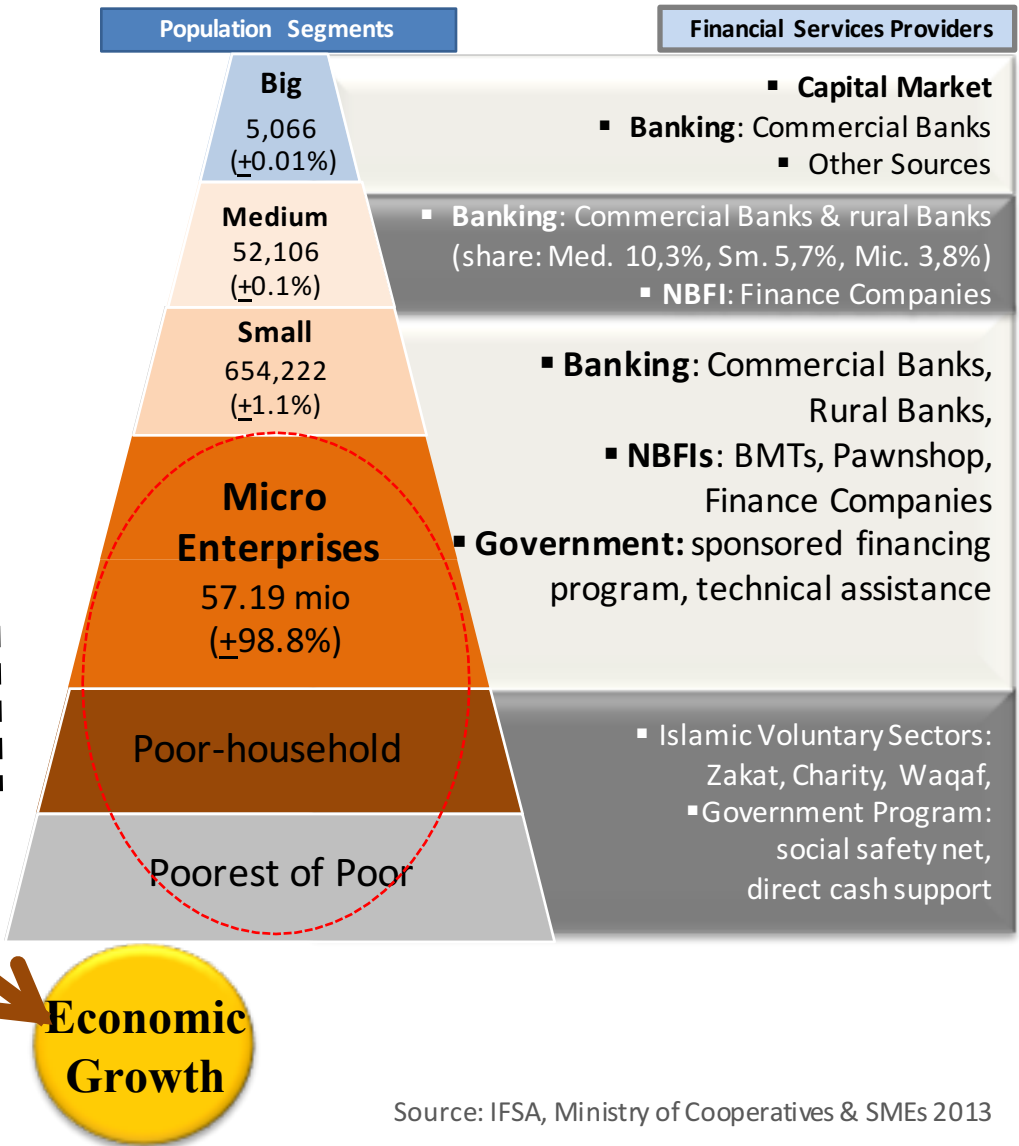 Population Segments
Financial Services Providers
Big
5,066
(±0.01%)
▪ Capital Market
▪ Banking: Commercial Banks
▪ Other Sources
Medium
52,106
(±0.1%)
▪ Banking: Commercial Banks & rural Banks
(share: Med. 10,3%, Sm. 5,7%, Mic. 3,8%)
▪ NBFI: Finance Companies
Small
654,222
(±1.1%)
Micro
Enterprises
57.19 mio
(±98.8%)
▪ Banking: Commercial Banks,
Rural Banks,
▪ NBFIs: BMTs, Pawnshop,
Finance Companies
▪ Government: sponsored financing
program, technical assistance
Poor-household
Poorest of Poor
▪ Islamic Voluntary Sectors:
Zakat, Charity, Waqaf,
▪ Government Program:
social safety net,
direct cash support
Economic
Growth
Source: IFSA, Ministry of Cooperatives & SMEs 2013